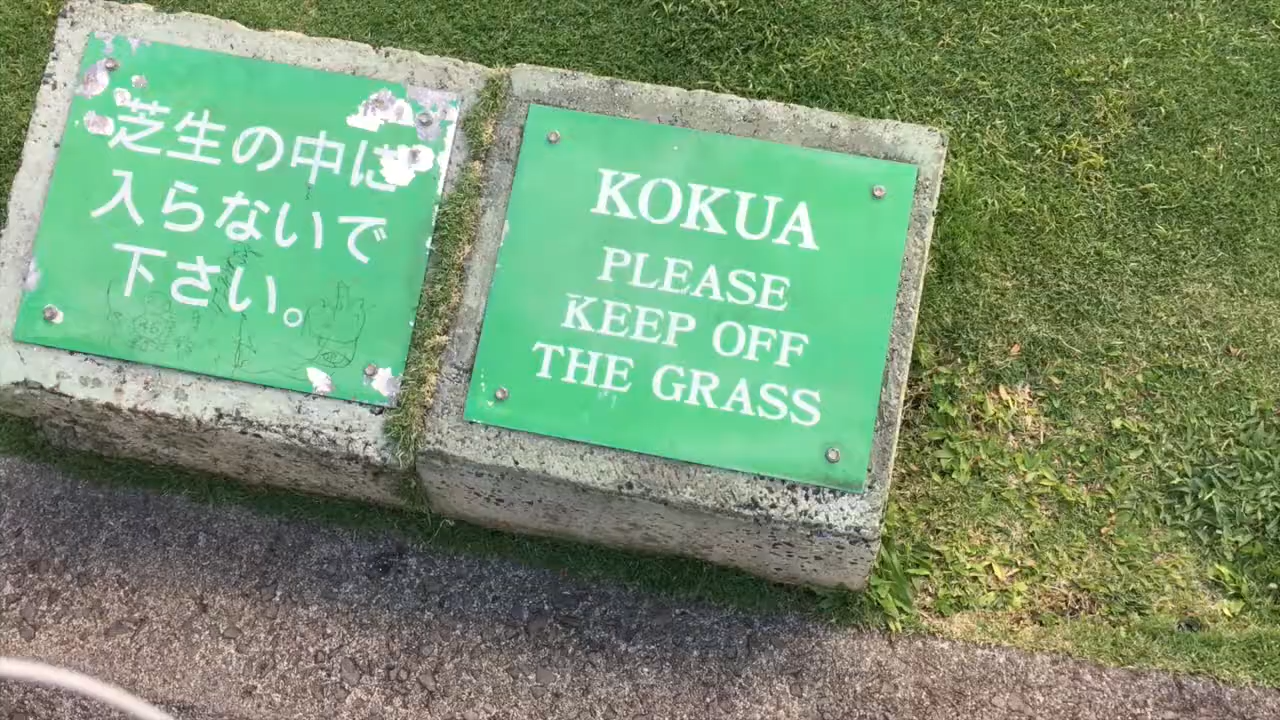 芝生の中に
入らないで
下さい。
KOKUA
PLEASE
KEEP OFF
THE GRASS